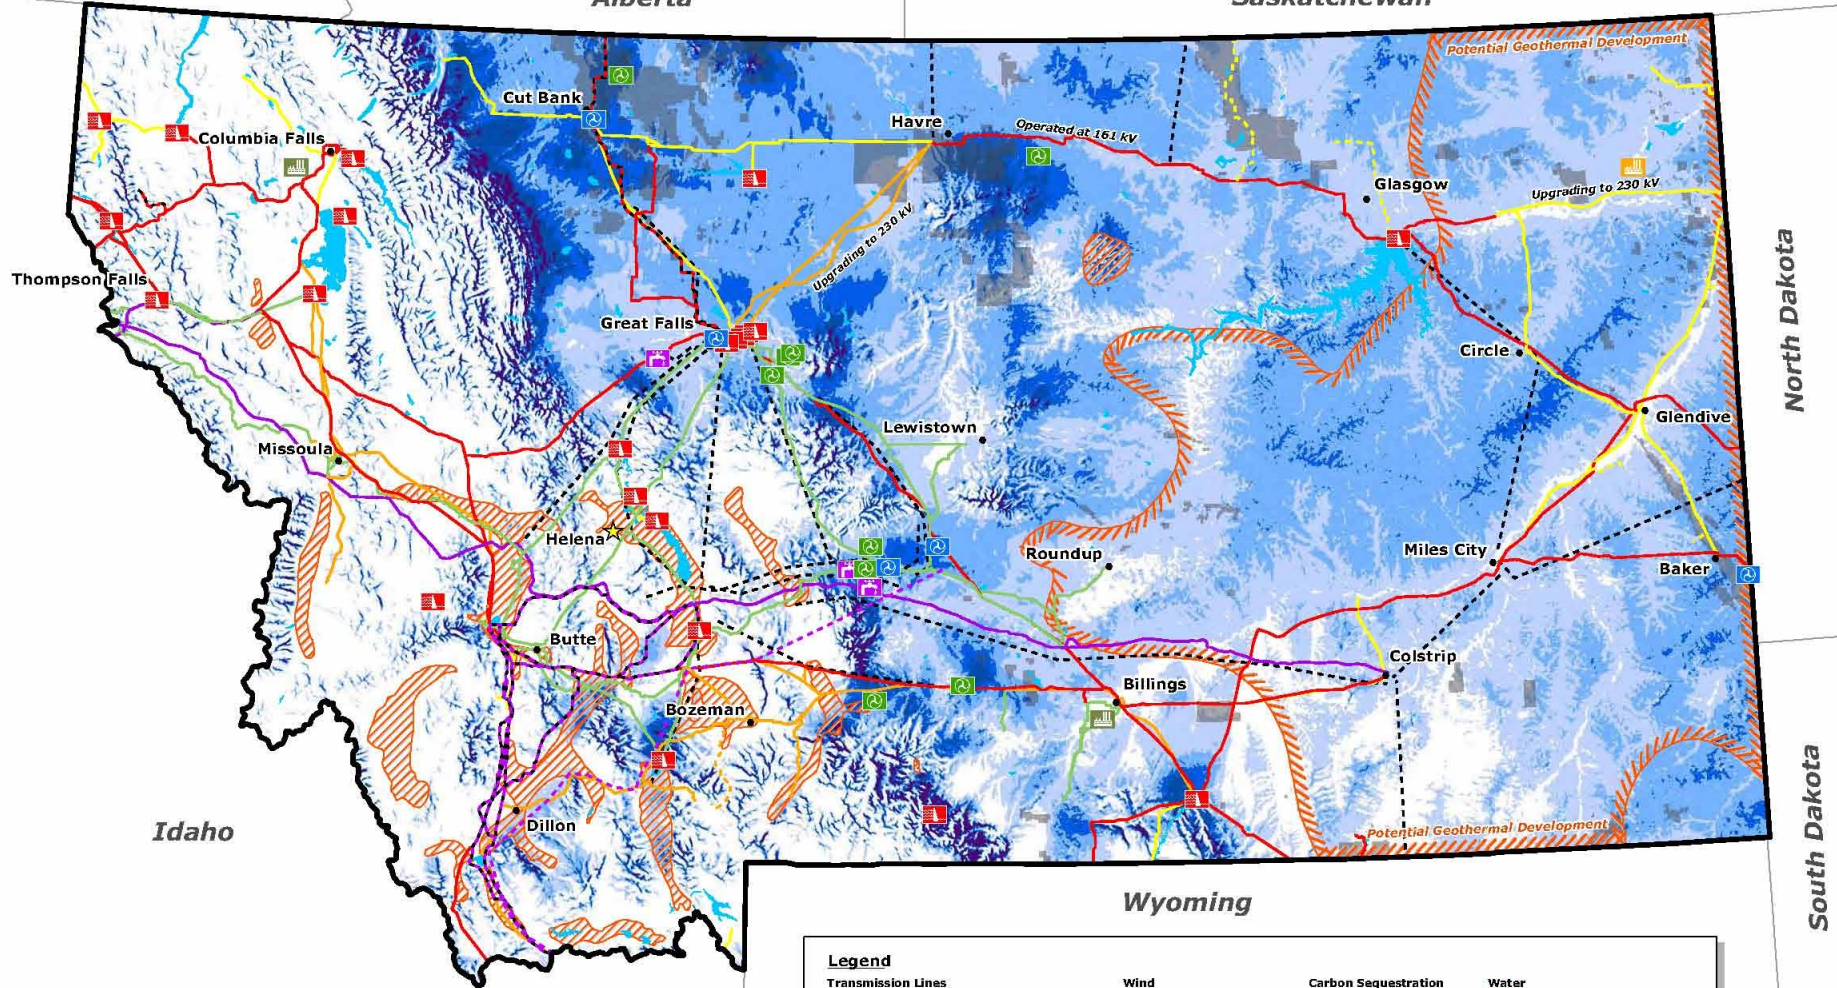 Alberta
Saskatchewan
Potential Geothermal Development
Cut Bank
Havre
Operated at 161 kV
Columbia Falls
Glasgow
Upgrading to 230 kV
Upgrading to 230 kV
Thompson Falls
Great Falls
Circle
North Dakota
Glendive
Lewistown
Missoula
Helena
Roundup
Miles City
Baker
Butte
Colstrip
Billings
Bozeman
Idaho
Dillon
Potential Geothermal Development
South Dakota
Wyoming
Legend
Transmission Lines
Wind
Carbon Sequestration
Water